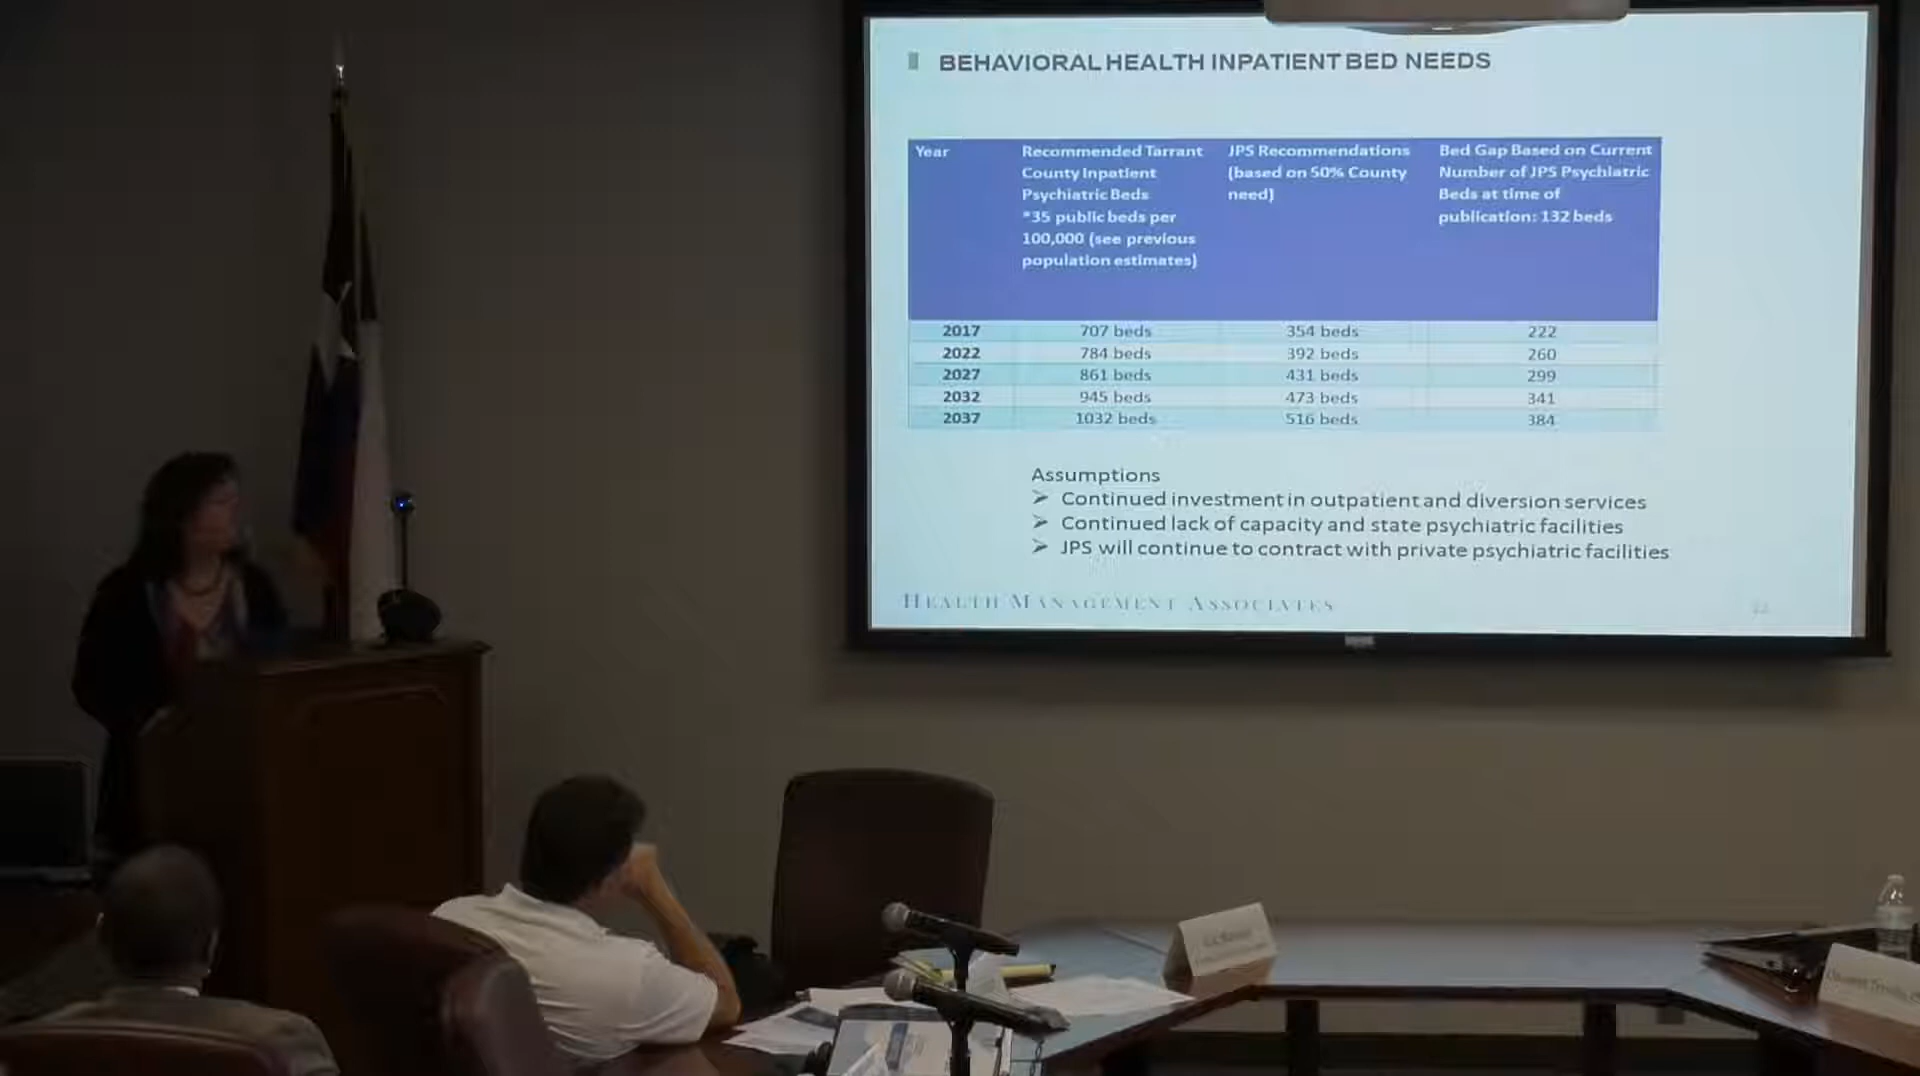 BEHAVIORAL HEALTH INPATIENT BED NEEDS
Year
Recommended Tarrant
County Inpatient
Psychiatric Beds
*35 public beds per
100,000 (see previous
population estimates)
JPS Recommendations
(based on 50% County
need)
Bed Gap Based on Current
Number of JPS Psychiatric
Beds at time of
publication: 132 beds
2017 707 beds 354 beds 222
2022 784 beds 392 beds 260
2027 861 beds 431 beds 299
2032 945 beds 473 beds 341
2037 1032 beds 516 beds 384
Assumptions
➢ Continued investment in outpatient and diversion services
➢ Continued lack of capacity and state psychiatric facilities
➢ JPS will continue to contract with private psychiatric facilities
HEALTH MANAGEMENT ASSOCIATES